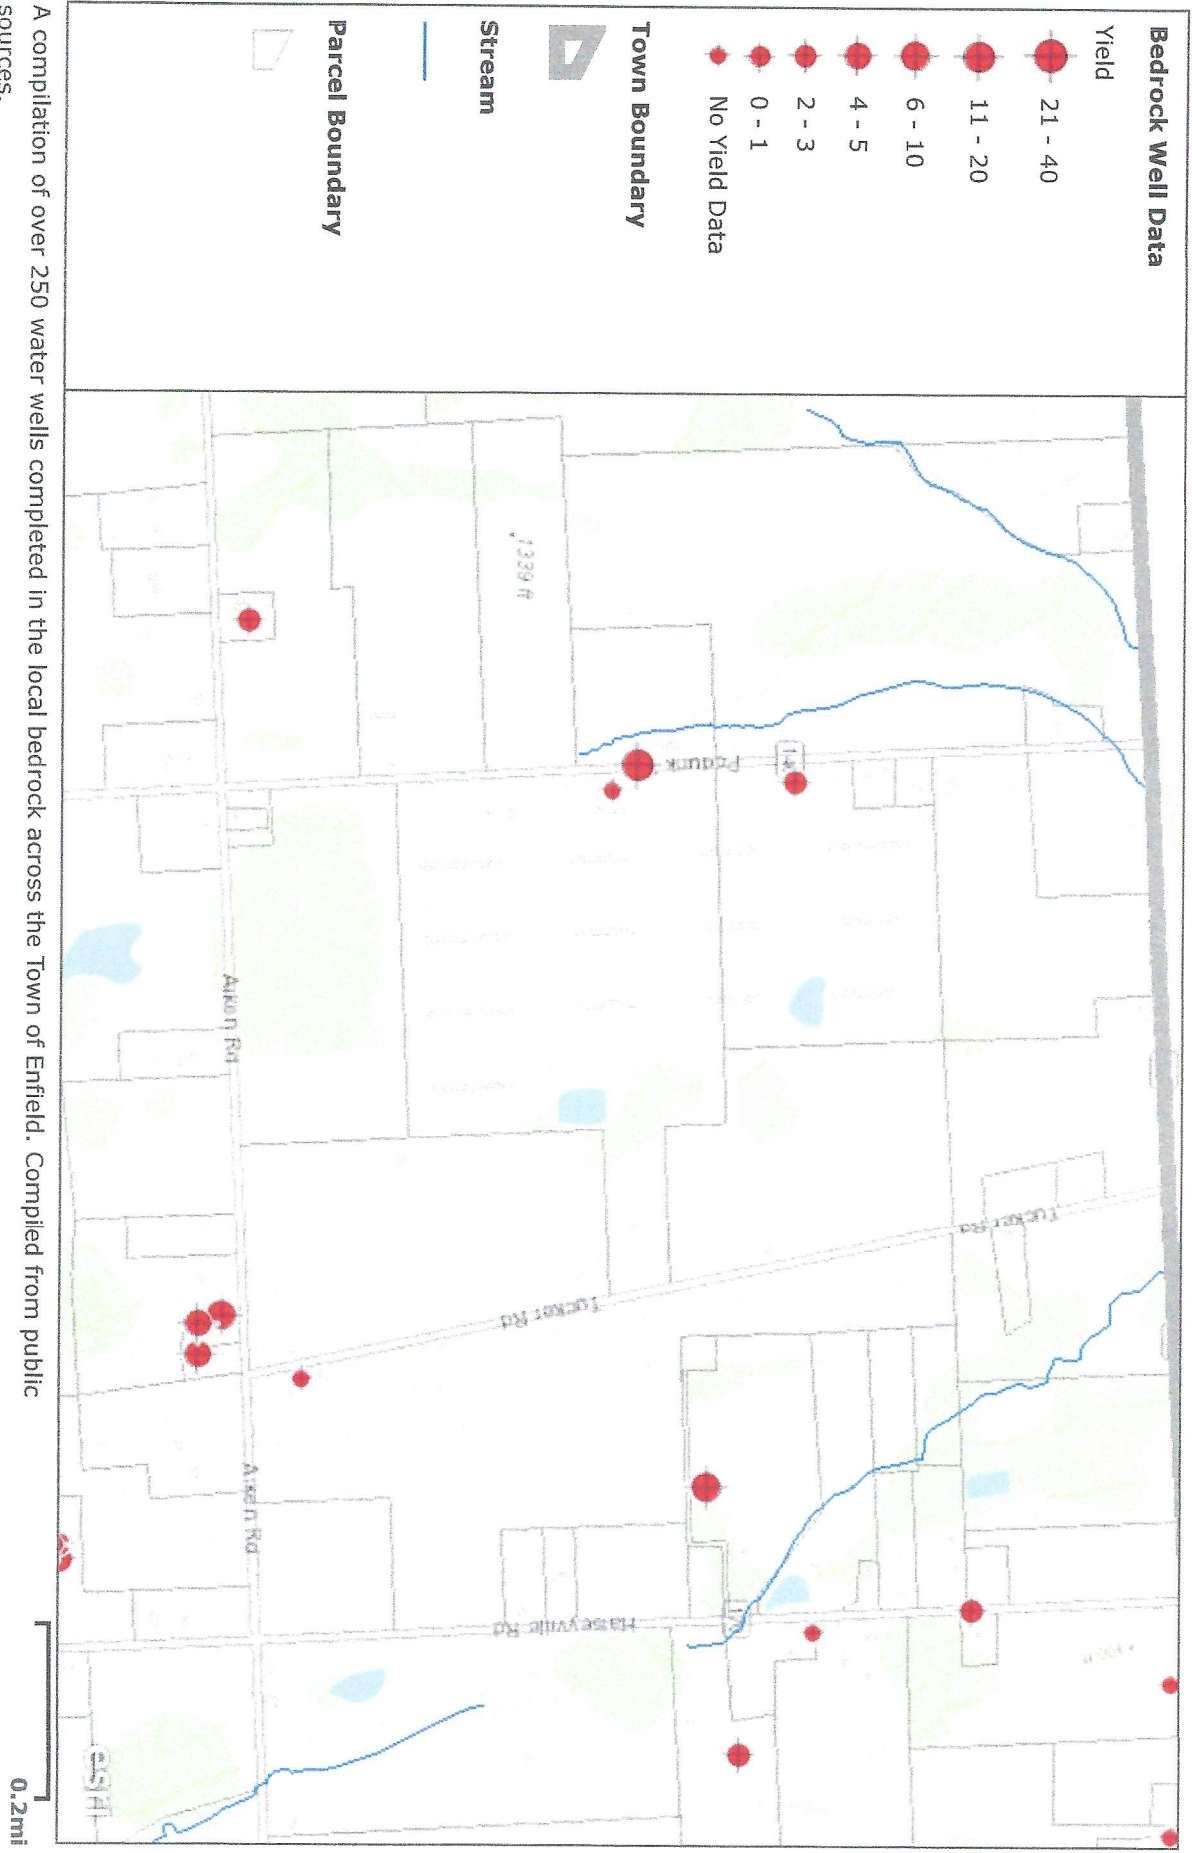 Bedrock Well Data
Yield
21 - 40
11 - 20
6 - 10
4 - 5
2 - 3
0 - 1
No Yield Data
Town Boundary
Stream
Parcel Boundary
1339 ft
Podunk
Aiken Rd
Tucker Rd
Tucker Rd
Aiken Rd
Halseyville Rd
esri
0.2mi
A compilation of over 250 water wells completed in the local bedrock across the Town of Enfield. Compiled from public
sources.